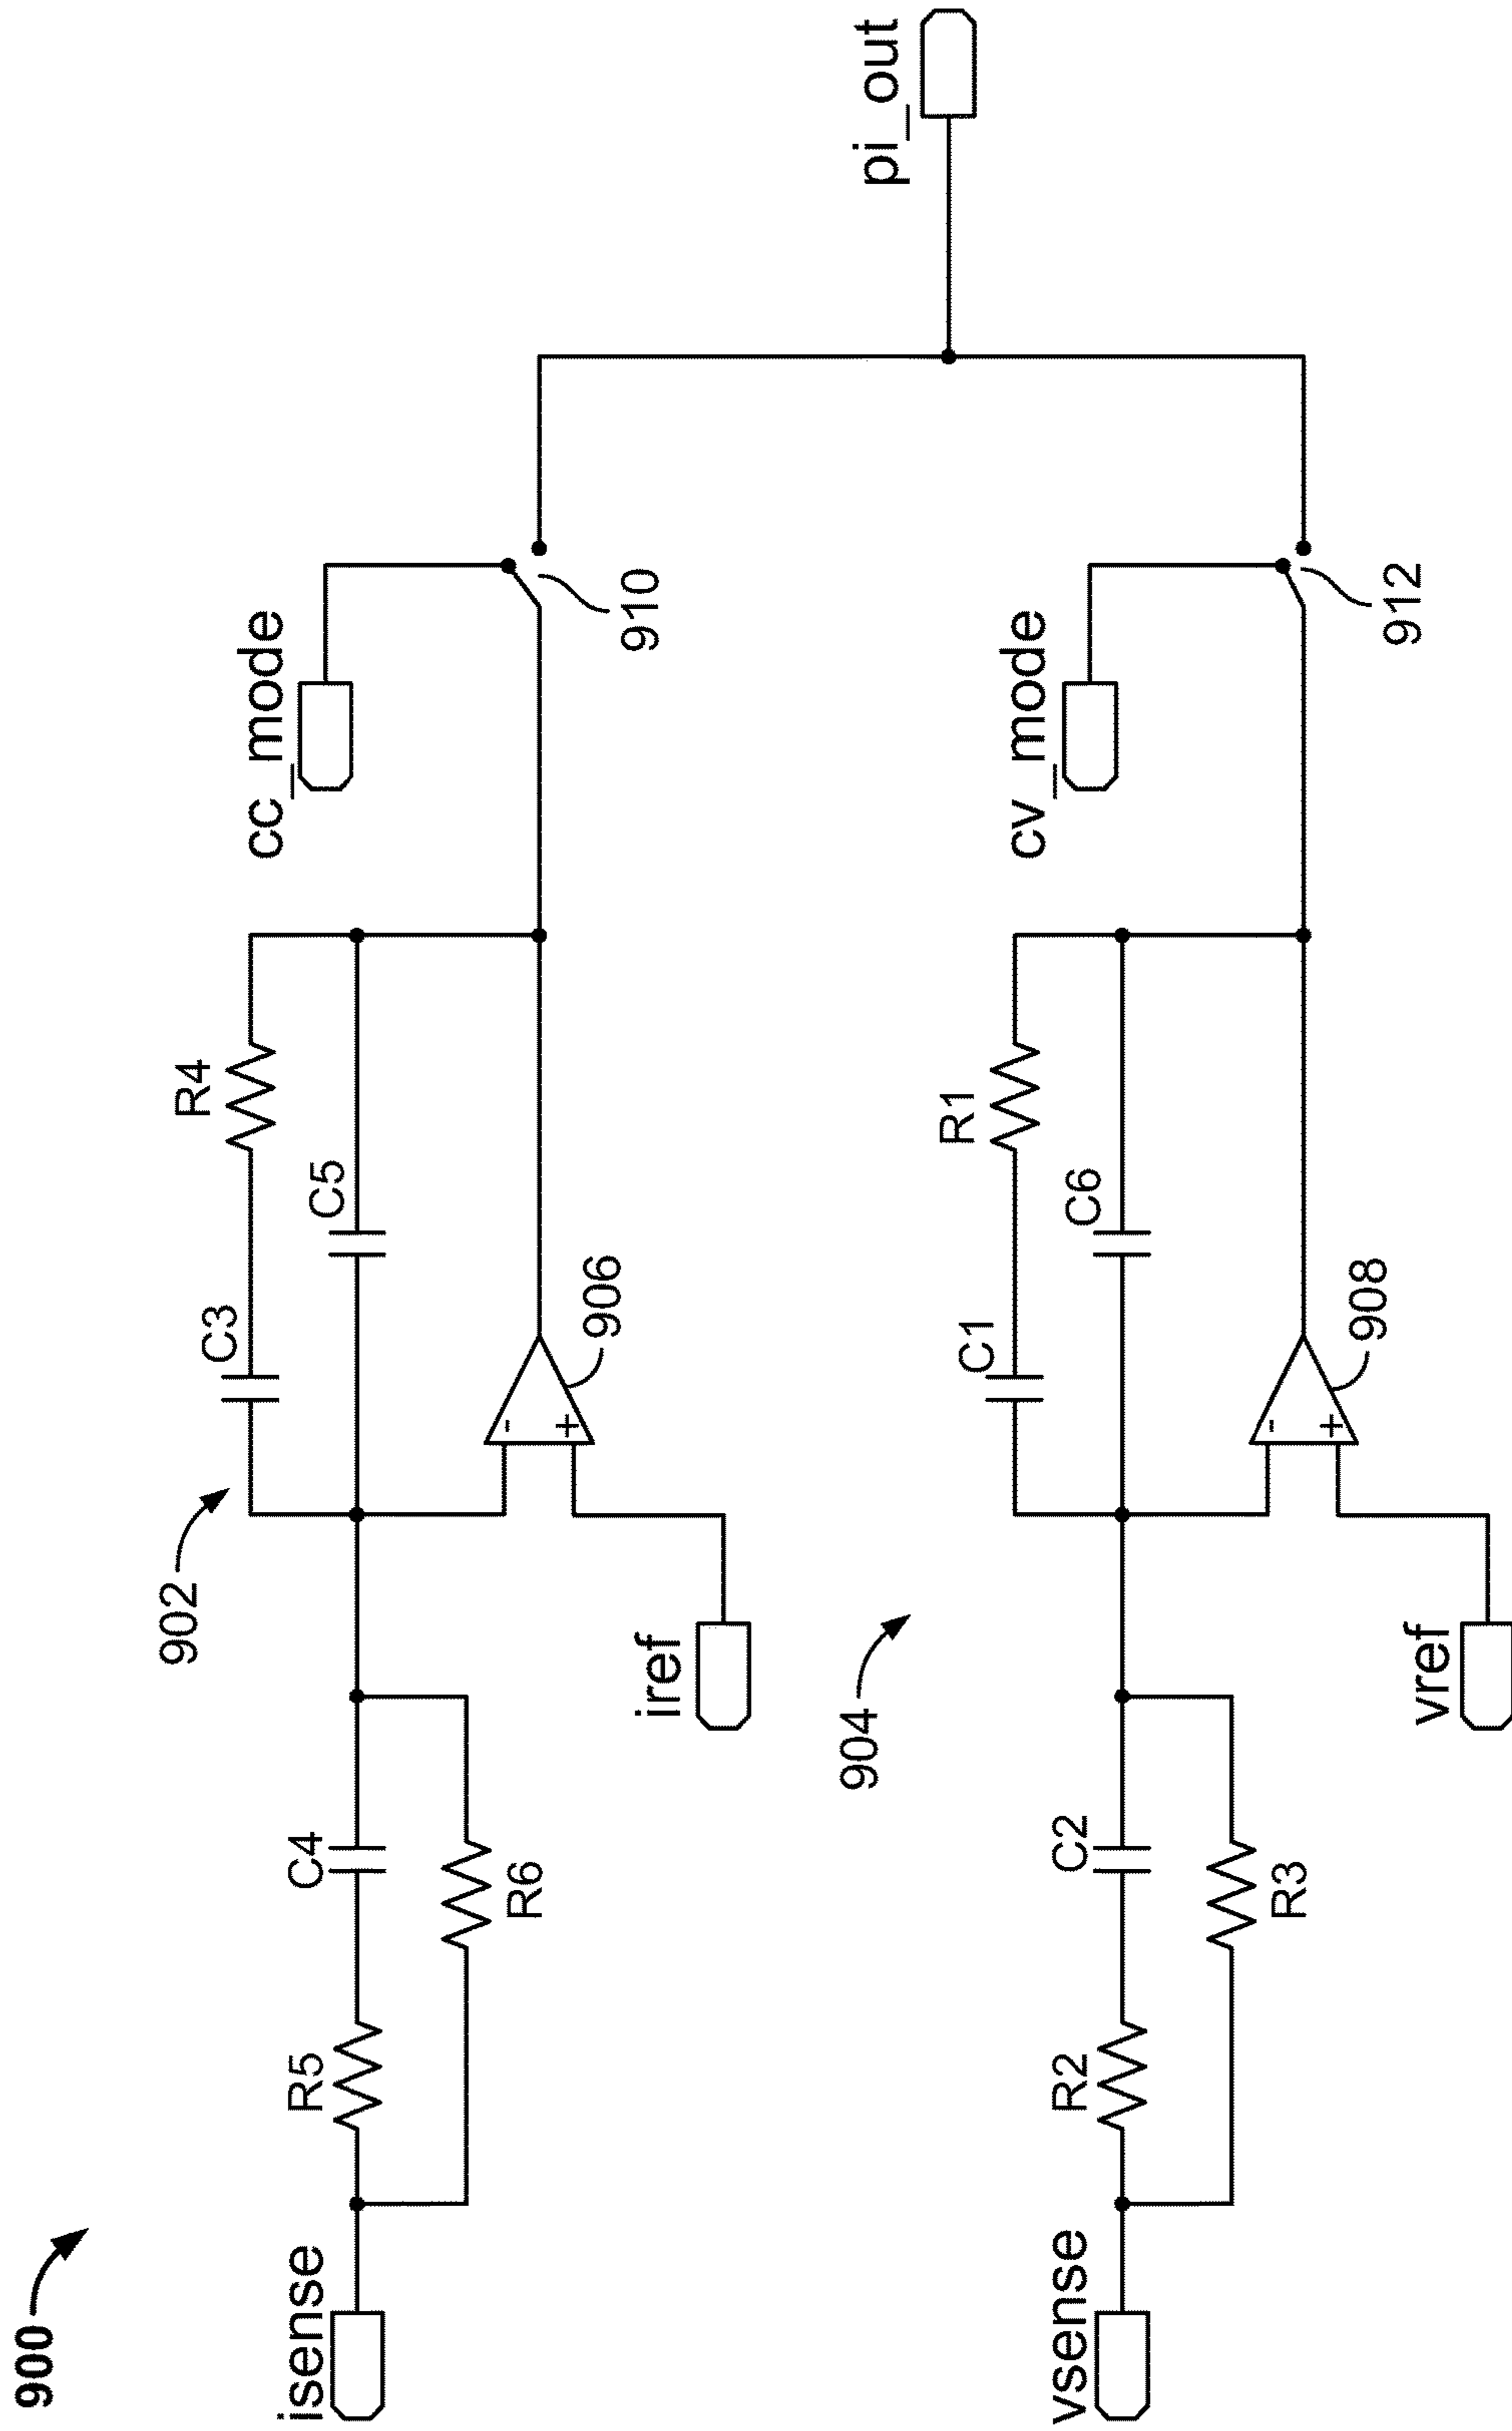 900
isense
R5
C4
R6
902
C3
R4
C5
-
+
906
iref
cc_mode
910
pi_out
vsense
R2
C2
R3
904
C1
R1
C6
-
+
908
vref
cv_mode
912